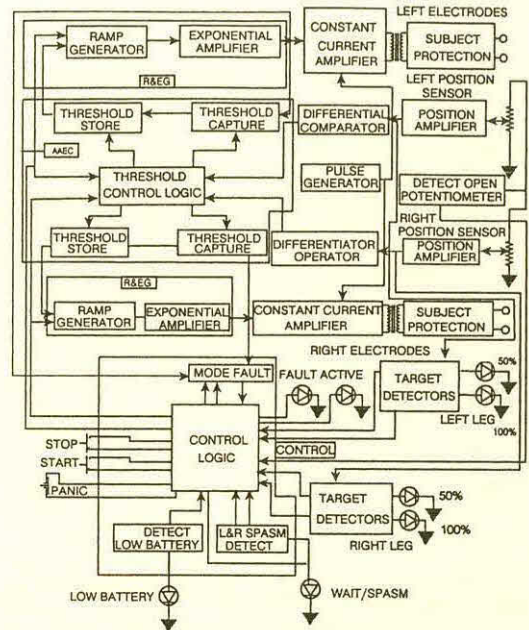 LEFT ELECTRODES
RAMP
GENERATOR
EXPONENTIAL
AMPLIFIER
CONSTANT
CURRENT
AMPLIFIER
SUBJECT
PROTECTION
R&EG
LEFT POSITION
SENSOR
THRESHOLD
STORE
THRESHOLD
CAPTURE
DIFFERENTIAL
COMPARATOR
POSITION
AMPLIFIER
AAEC
THRESHOLD
CONTROL LOGIC
PULSE
GENERATOR
DETECT OPEN
POTENTIOMETER
RIGHT
POSITION SENSOR
THRESHOLD
STORE
THRESHOLD
CAPTURE
DIFFERENTIATOR
OPERATOR
POSITION
AMPLIFIER
R&EG
RAMP
GENERATOR
EXPONENTIAL
AMPLIFIER
CONSTANT CURRENT
AMPLIFIER
SUBJECT
PROTECTION
RIGHT ELECTRODES
MODE FAULT
FAULT ACTIVE
TARGET
DETECTORS
50%
LEFT LEG
100%
STOP
START
PANIC
CONTROL
LOGIC
CONTROL
TARGET
DETECTORS
50%
100%
RIGHT LEG
DETECT
LOW BATTERY
L&R SPASM
DETECT
LOW BATTERY
WAIT/SPASM